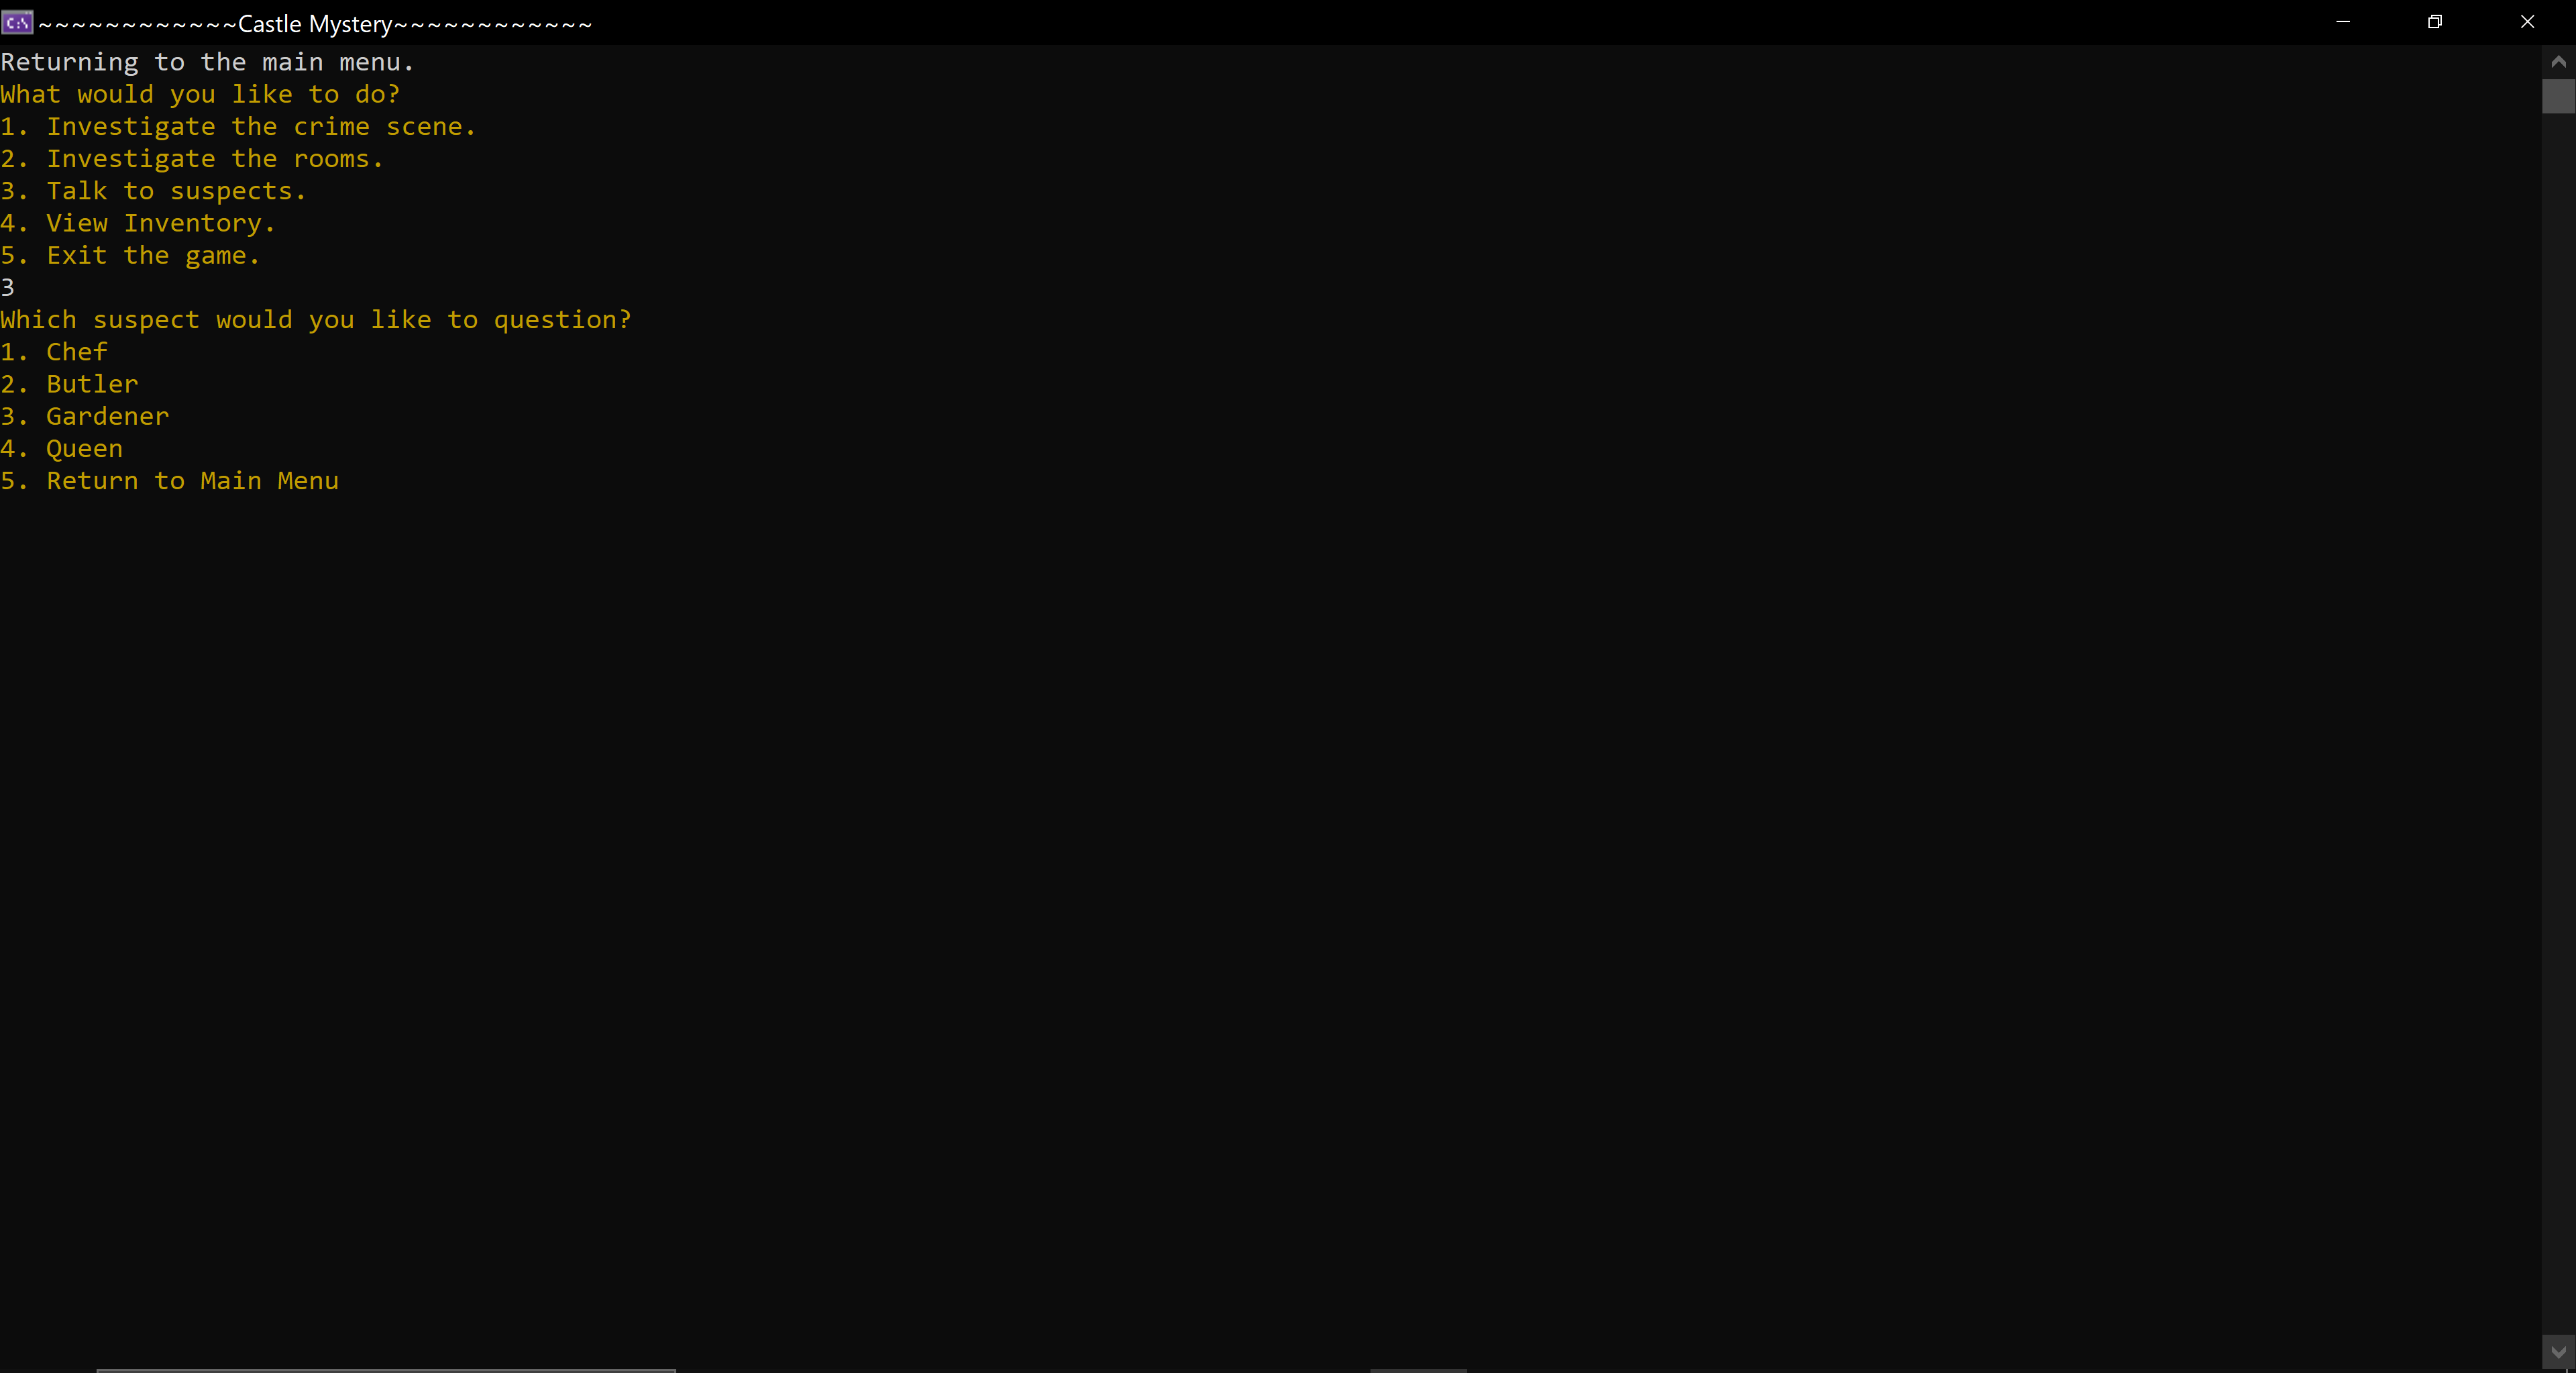 ~~~~~~~~~~~~Castle Mystery~~~~~~~~~~~~
Returning to the main menu.
What would you like to do?
1. Investigate the crime scene.
2. Investigate the rooms.
3. Talk to suspects.
4. View Inventory.
5. Exit the game.
3
Which suspect would you like to question?
1. Chef
2. Butler
3. Gardener
4. Queen
5. Return to Main Menu